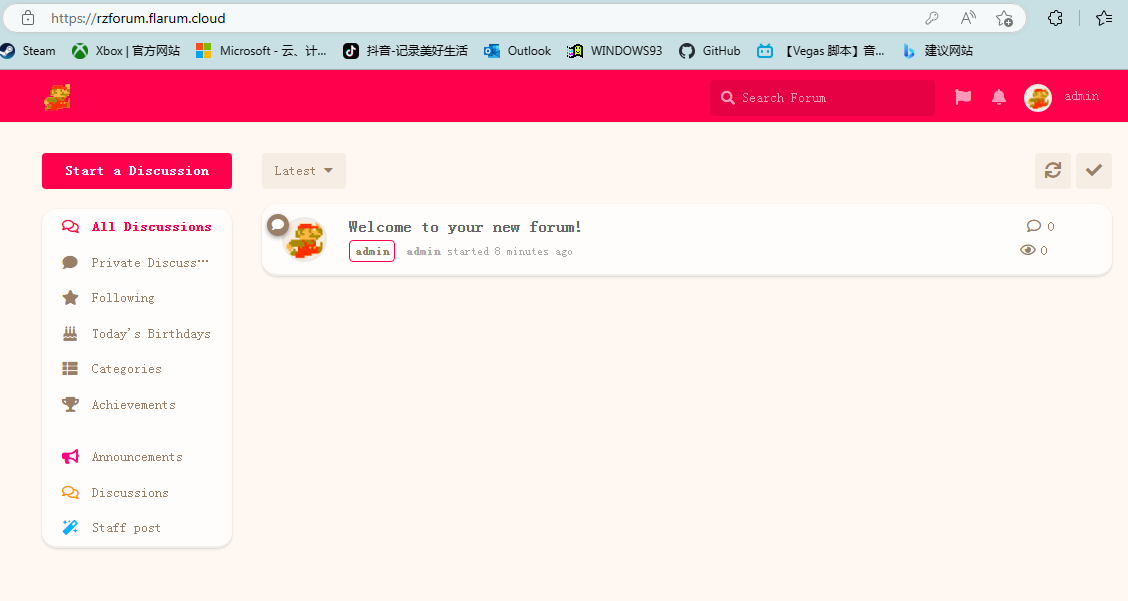 https://rzforum.flarum.cloud
Steam Xbox | 官方网站 Microsoft - 云、计... 抖音-记录美好生活 Outlook WINDOWS93 GitHub 【Vegas 脚本】音... 建议网站
Search Forum admin
Start a Discussion Latest
All Discussions
Private Discuss…
Following
Today's Birthdays
Categories
Achievements
Announcements
Discussions
Staff post
Welcome to your new forum! 0
admin admin started 8 minutes ago 0